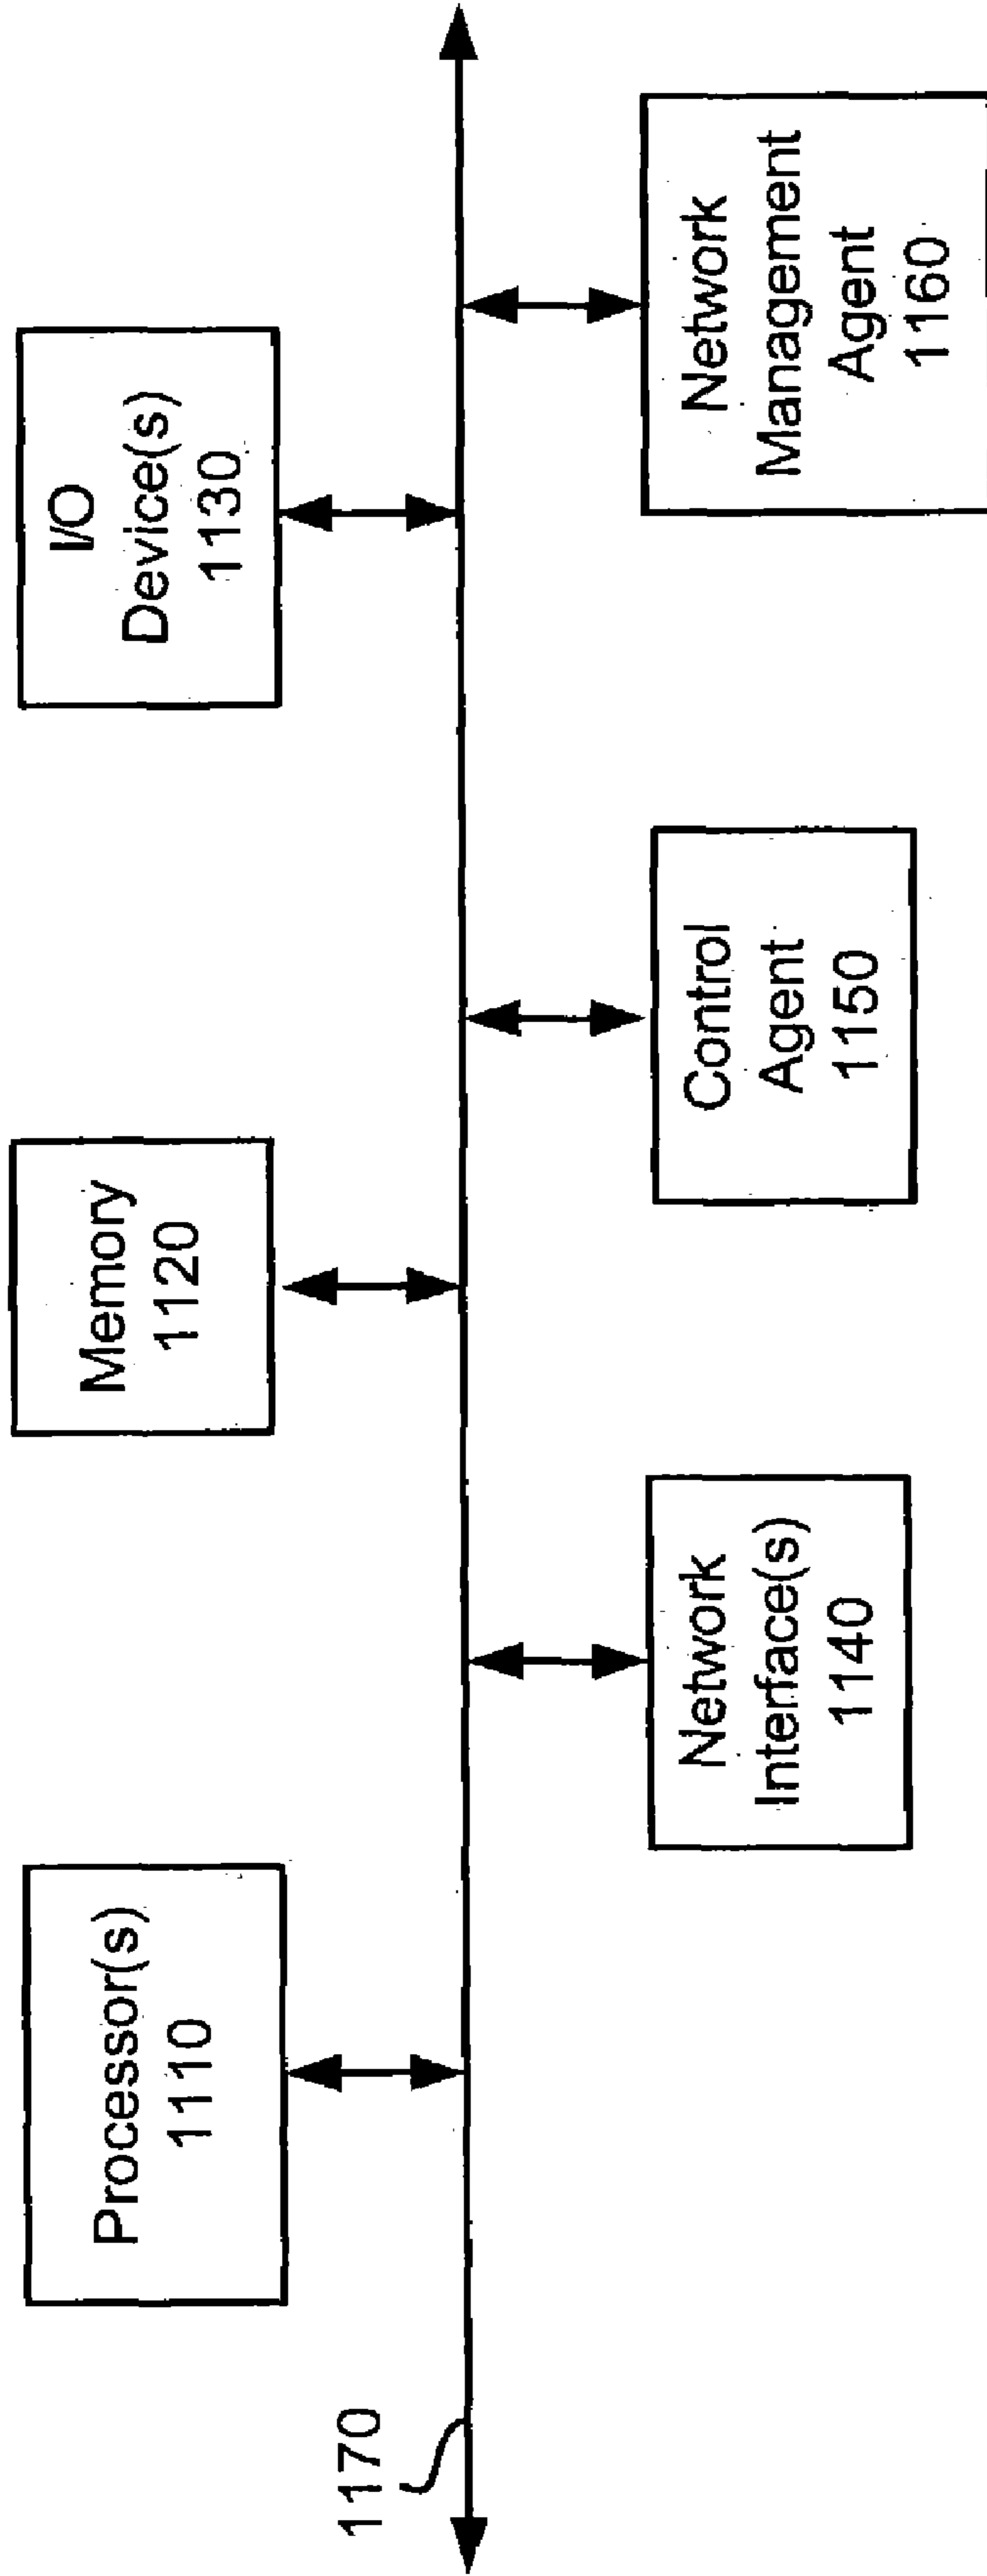 Processor(s)
1110
Memory
1120
I/O
Device(s)
1130
1170
Network
Interface(s)
1140
Control
Agent
1150
Network
Management
Agent
1160